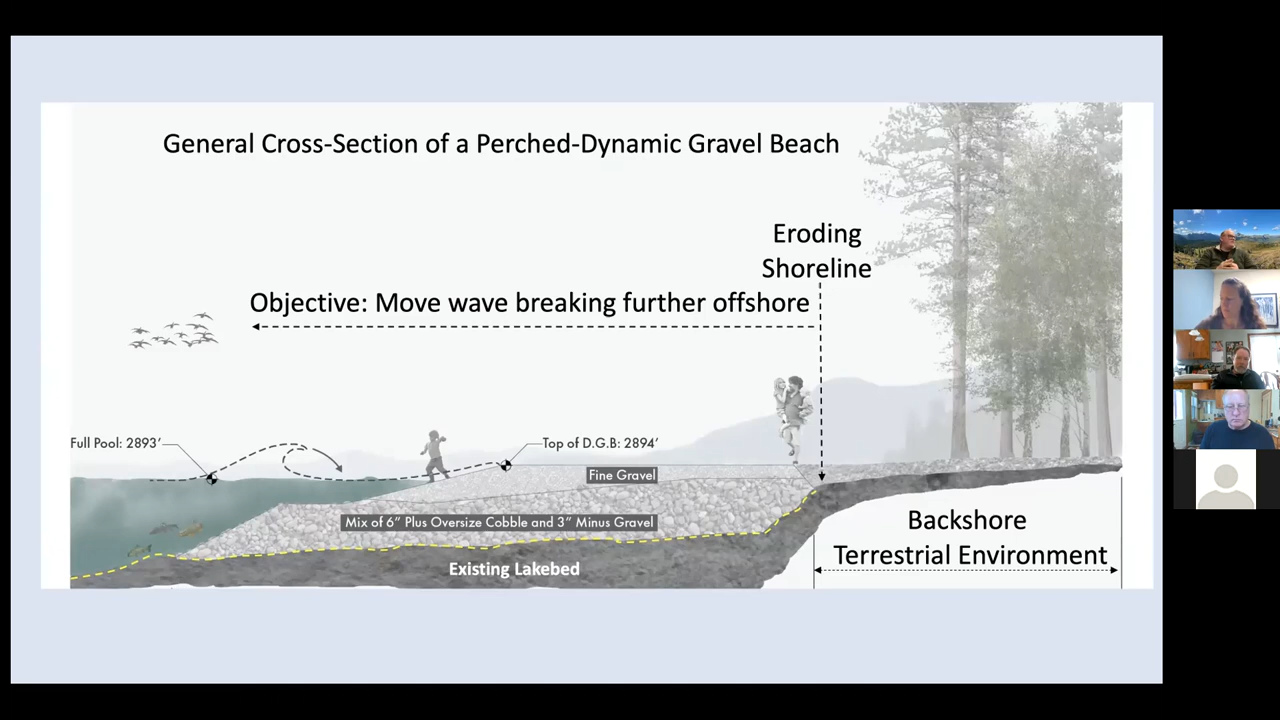 General Cross-Section of a Perched-Dynamic Gravel Beach
Eroding
Shoreline
Objective: Move wave breaking further offshore
Full Pool: 2893'
Top of D.G.B: 2894'
Fine Gravel
Mix of 6" Plus Oversize Cobble and 3" Minus Gravel
Existing Lakebed
Backshore
Terrestrial Environment